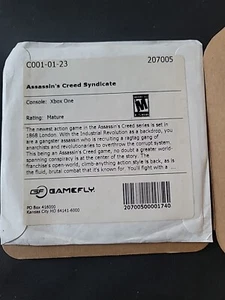 C001-01-23 207005
Assassin's Creed Syndicate
Console: Xbox One
Rating: Mature
M
The newest action game in the Assassin's Creed series is set in
1868 London. With the Industrial Revolution as a backdrop, you
are a gangster assassin who is recruiting a ragtag gang of
anarchists and revolutionaries to overthrow the corrupt system.
This being an Assassin's Creed game, no doubt a greater world-
spanning conspiracy is at the center of the story. The
franchise's open-world, climb-anything action style is back, as is
the fluid, brutal combat that it's known for. You'll fight with a ...
GF GAMEFLY.
PO Box 416000
Kansas City MO 64141-6000
20700500001740